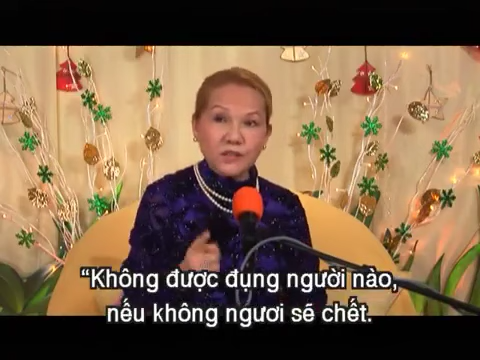 “Không được đụng người nào,
nếu không ngươi sẽ chết.